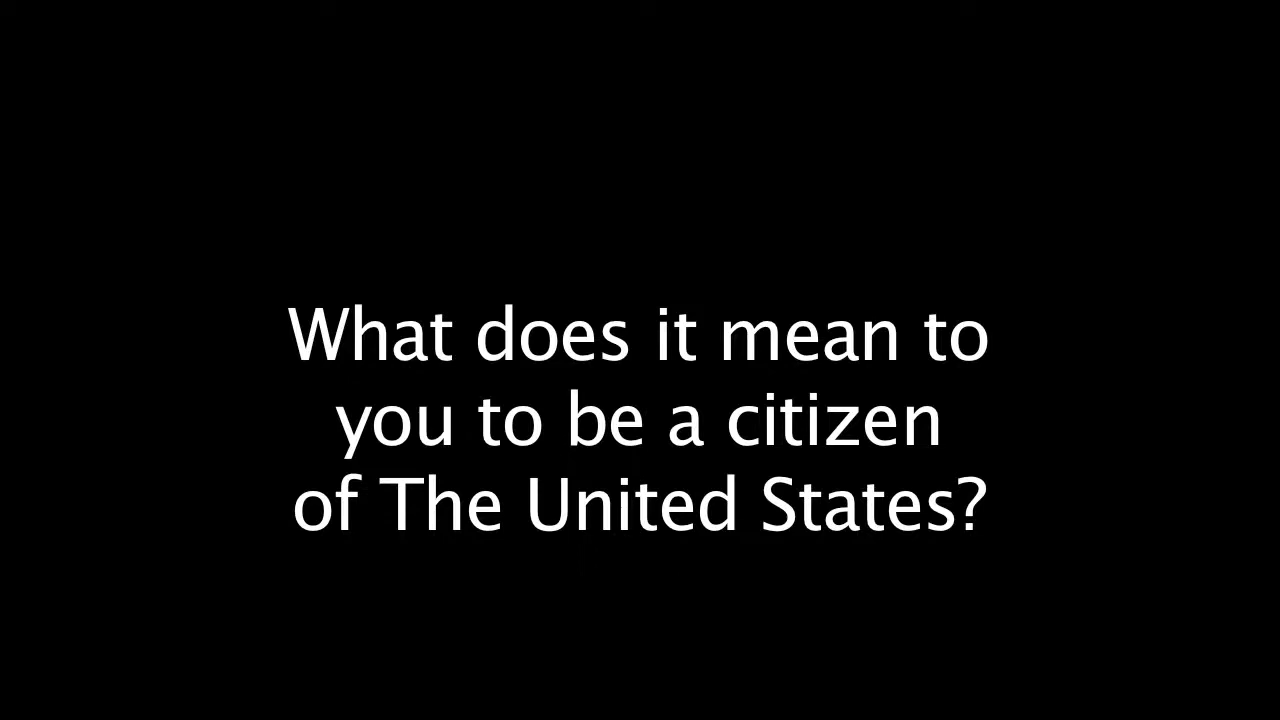 What does it mean to
you to be a citizen
of The United States?